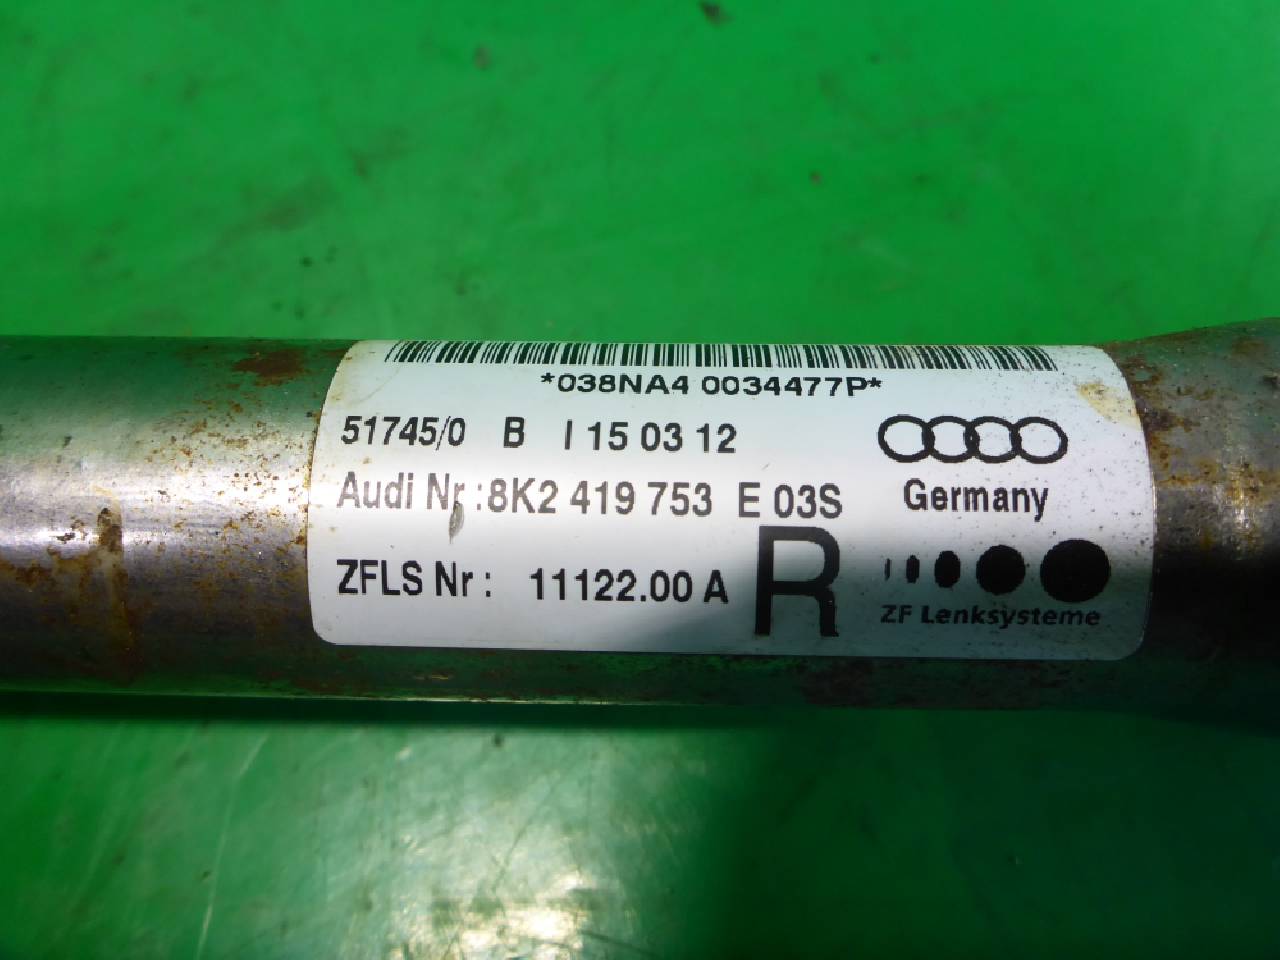 *038NA4 0034477P*
51745/0 B I 15 03 12
Audi Nr.:8K2 419 753 E 03S
Germany
ZFLS Nr: 11122.00 A R
ZF Lenksysteme